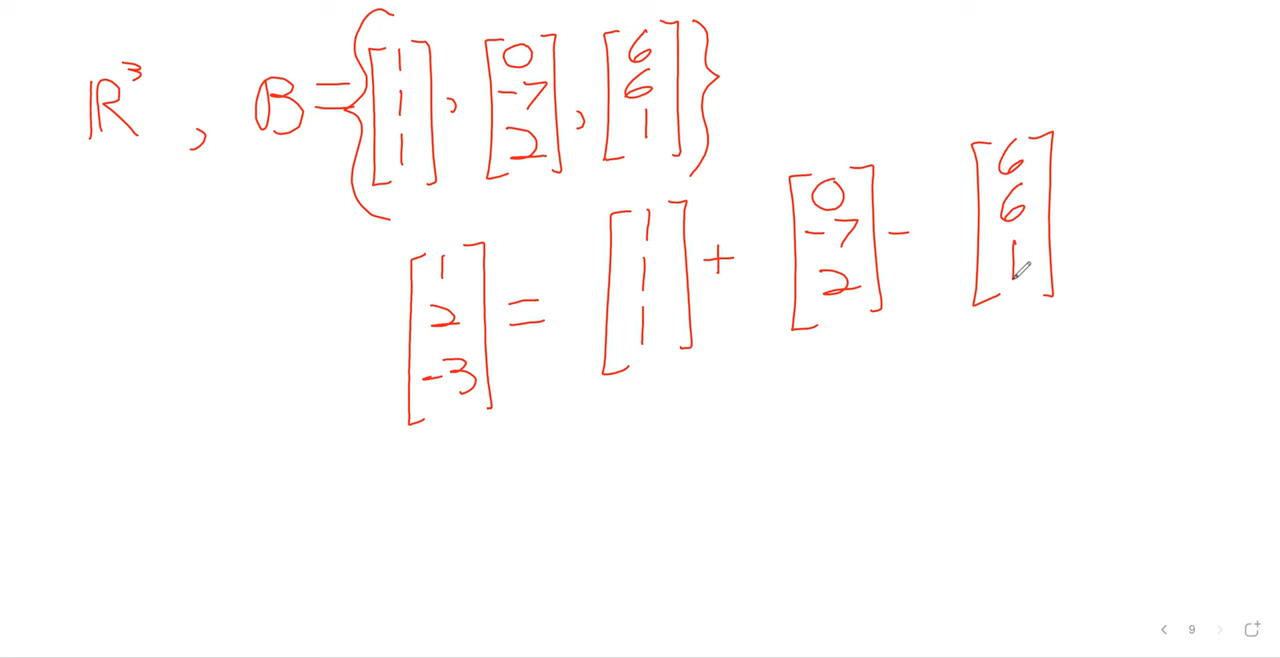 ℝ³ , B = { [1 1 1] , [0 -7 2] , [6 6 1] }
[1 2 -3] = [1 1 1] + [0 -7 2] - [6 6 1]
9